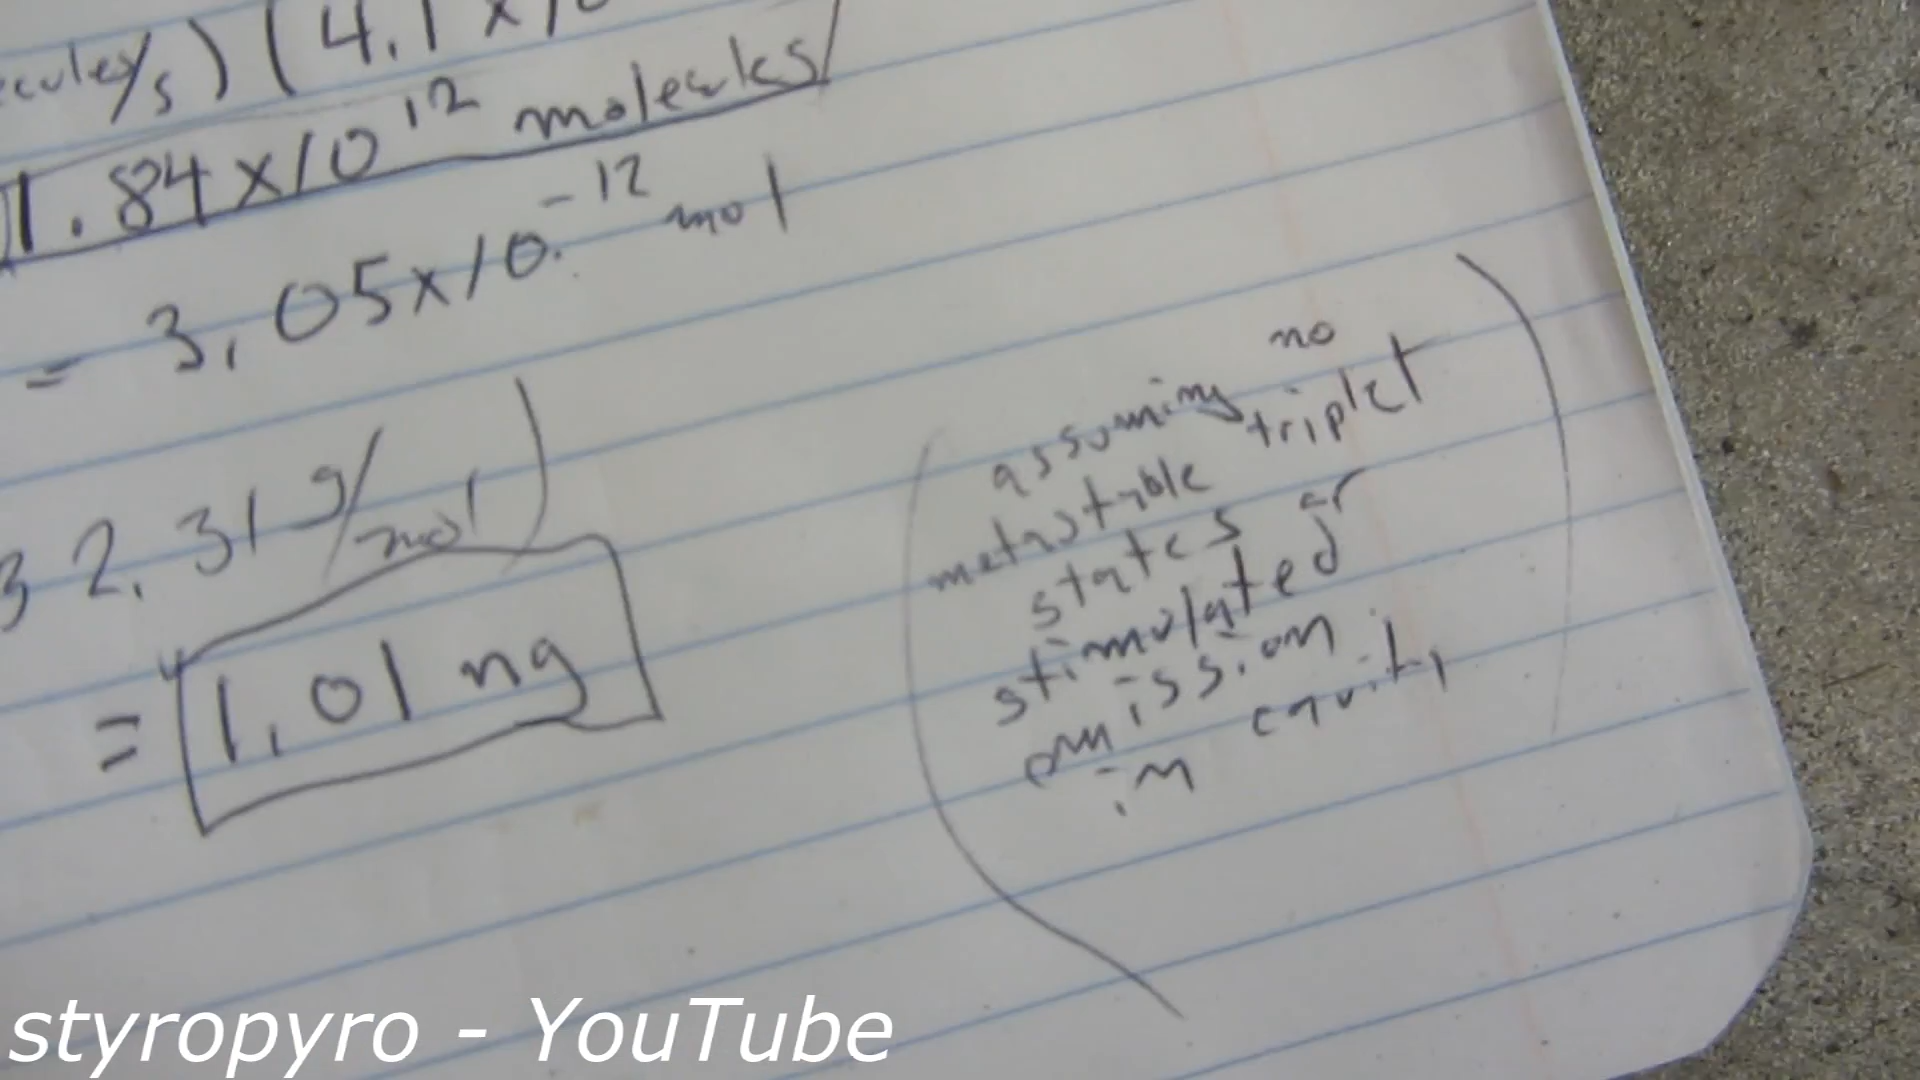 cule/s) (4.1 x 10
1.84 x 10^12 molecules
= 3.05 x 10^-12 mol
32.31 g/mol)
= 1.01 ng
assuming no
metastable triplet
states or
stimulated
emission
in cavity
styropyro - YouTube